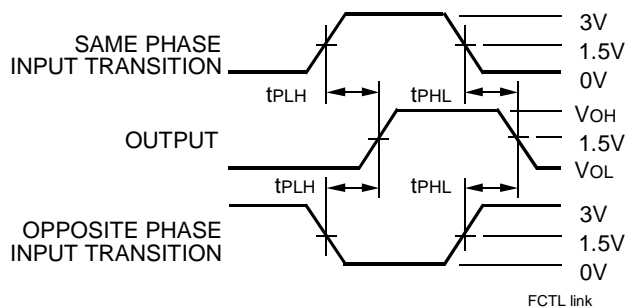 SAME PHASE
INPUT TRANSITION
3V
1.5V
0V
tPLH
tPHL
OUTPUT
VOH
1.5V
VOL
tPLH
tPHL
OPPOSITE PHASE
INPUT TRANSITION
3V
1.5V
0V
FCTL link